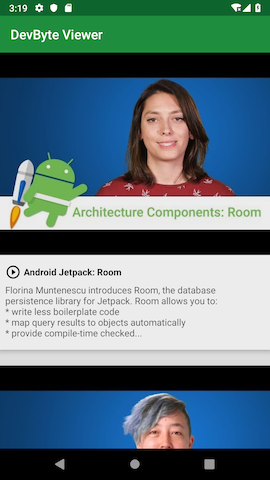 3:19
DevByte Viewer
Architecture Components: Room
Android Jetpack: Room
Florina Muntenescu introduces Room, the database
persistence library for Jetpack. Room allows you to:
* write less boilerplate code
* map query results to objects automatically
* provide compile-time checked...